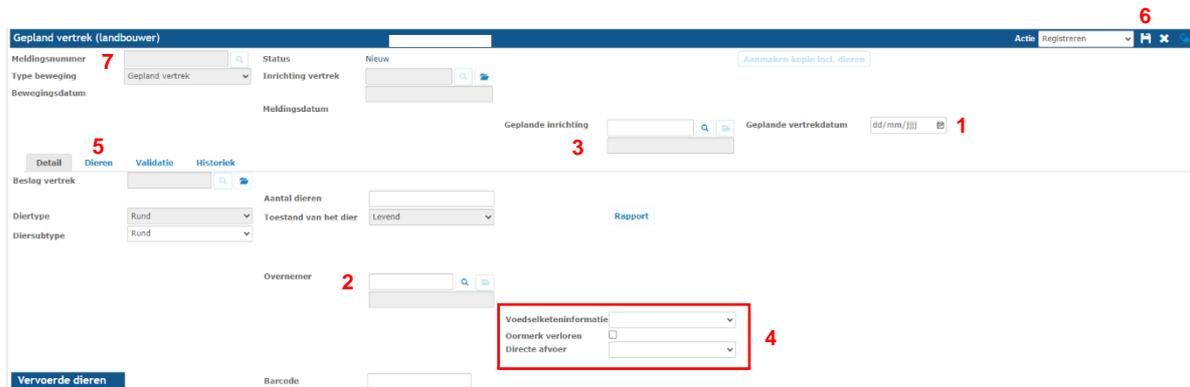 6
Gepland vertrek (landbouwer) Actie Registreren
Meldingsnummer 7 Status Nieuw Aanmaken kopie incl. dieren
Type beweging Gepland vertrek Inrichting vertrek
Bewegingsdatum
Meldingsdatum
Geplande inrichting Geplande vertrekdatum dd/mm/jjjj 1
3
5
Detail Dieren Validatie Historiek
Beslag vertrek
Aantal dieren
Diertype Rund Toestand van het dier Levend Rapport
Diersubtype Rund
Overnemer 2
Voedselketeninformatie
Oormerk verloren 4
Directe afvoer
Vervoerde dieren Barcode